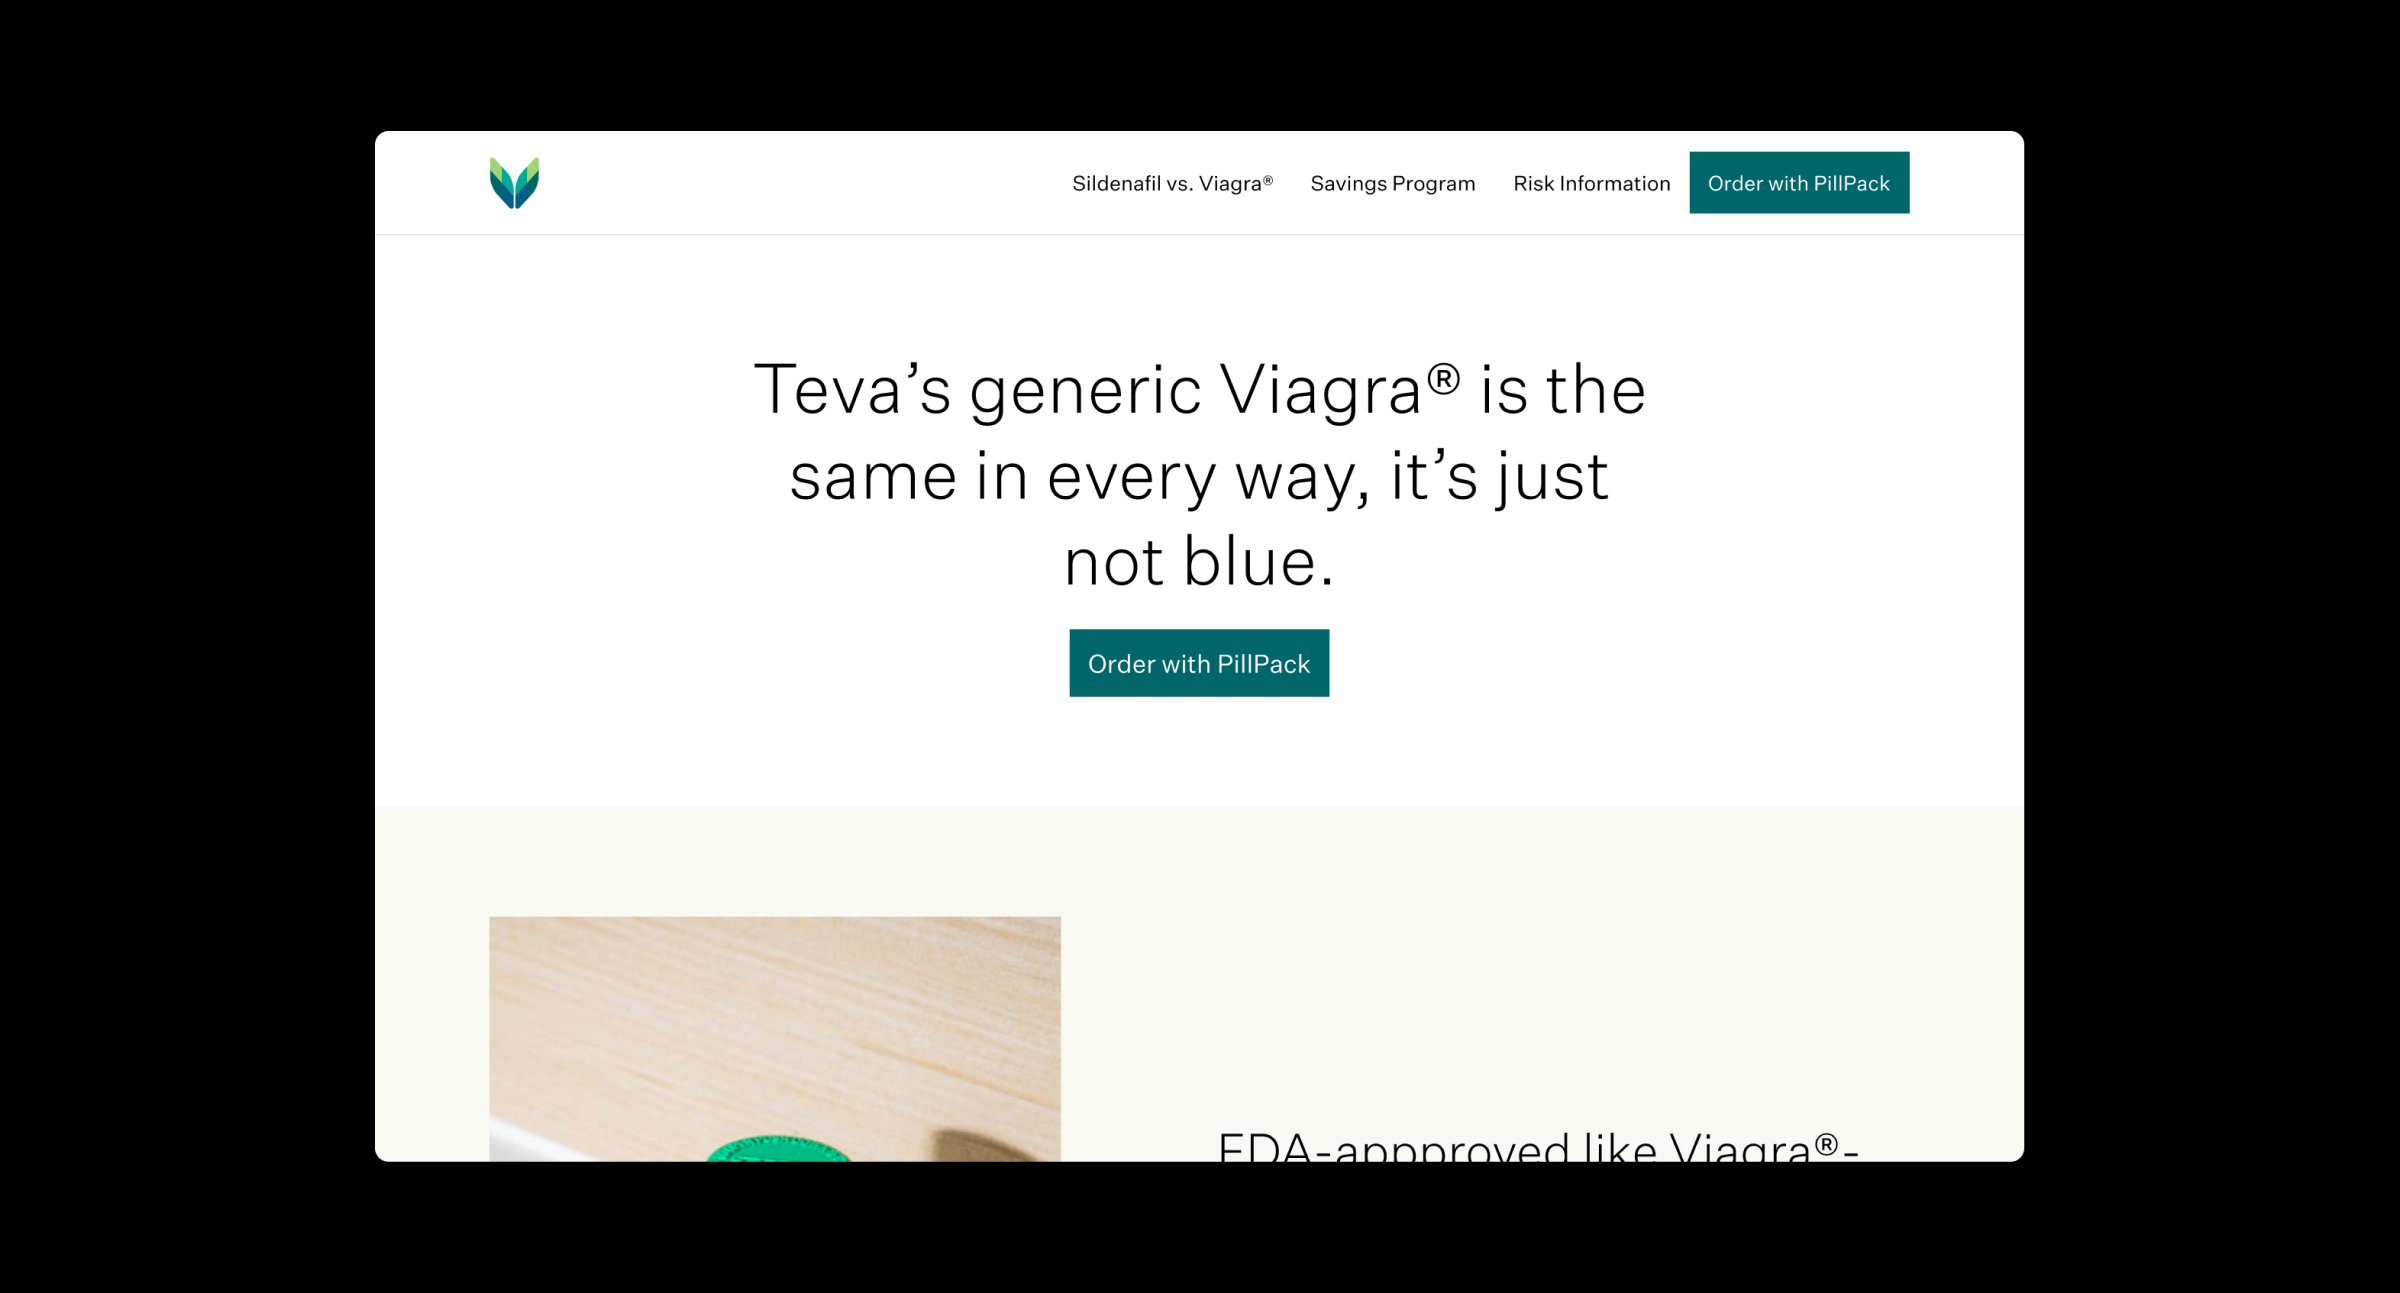 Sildenafil vs. Viagra® Savings Program Risk Information Order with PillPack
Teva’s generic Viagra® is the
same in every way, it’s just
not blue.
Order with PillPack
FDA-appproved like Viagra®-